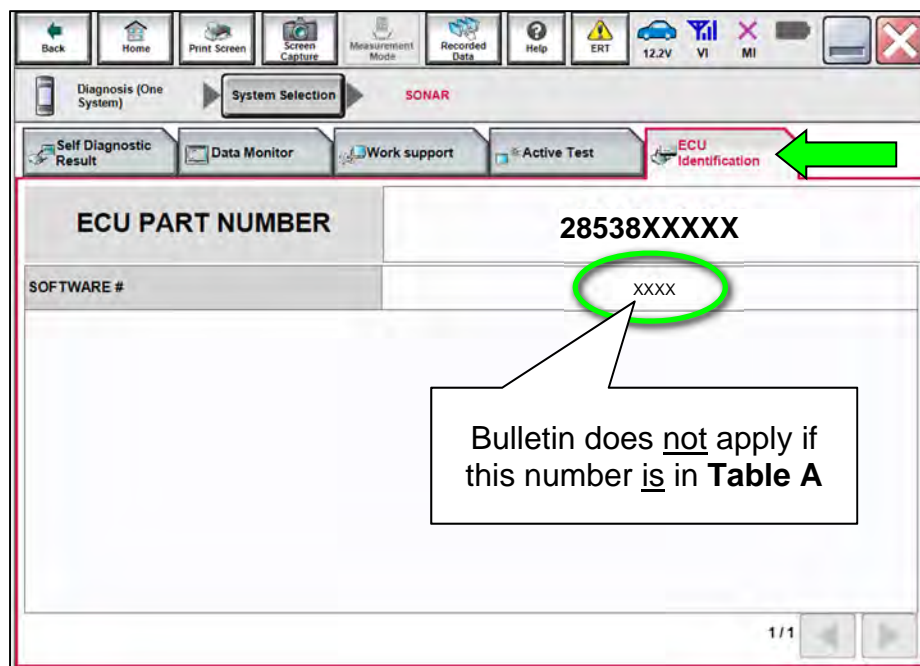 Back
Home
Print Screen
Screen
Capture
Measurement
Mode
Recorded
Data
Help
ERT
12.2V
VI
MI
Diagnosis (One
System)
System Selection
SONAR
Self Diagnostic
Result
Data Monitor
Work support
Active Test
ECU
Identification
ECU PART NUMBER
28538XXXXX
SOFTWARE #
XXXX
Bulletin does not apply if
this number is in Table A
1/1